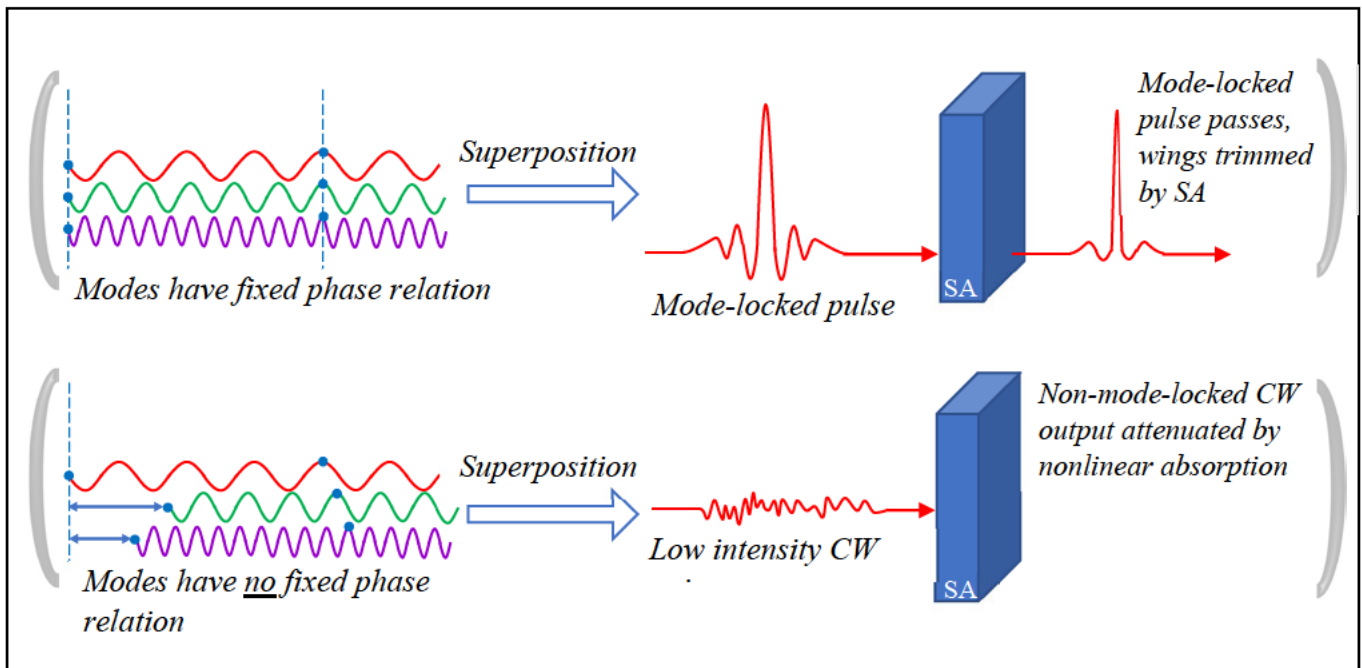 Superposition
Modes have fixed phase relation
Mode-locked pulse
SA
Mode-locked
pulse passes,
wings trimmed
by SA
Superposition
Modes have no fixed phase
relation
Low intensity CW
SA
Non-mode-locked CW
output attenuated by
nonlinear absorption